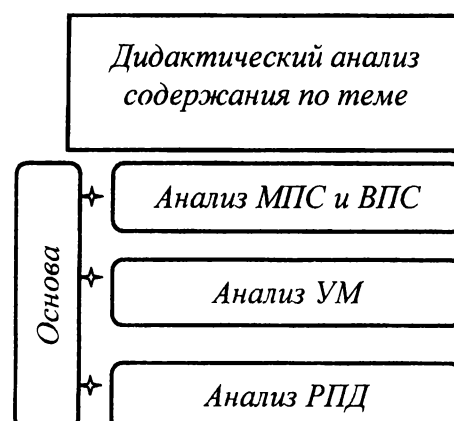 Дидактический анализ
содержания по теме
Основа
Анализ МПС и ВПС
Анализ УМ
Анализ РПД